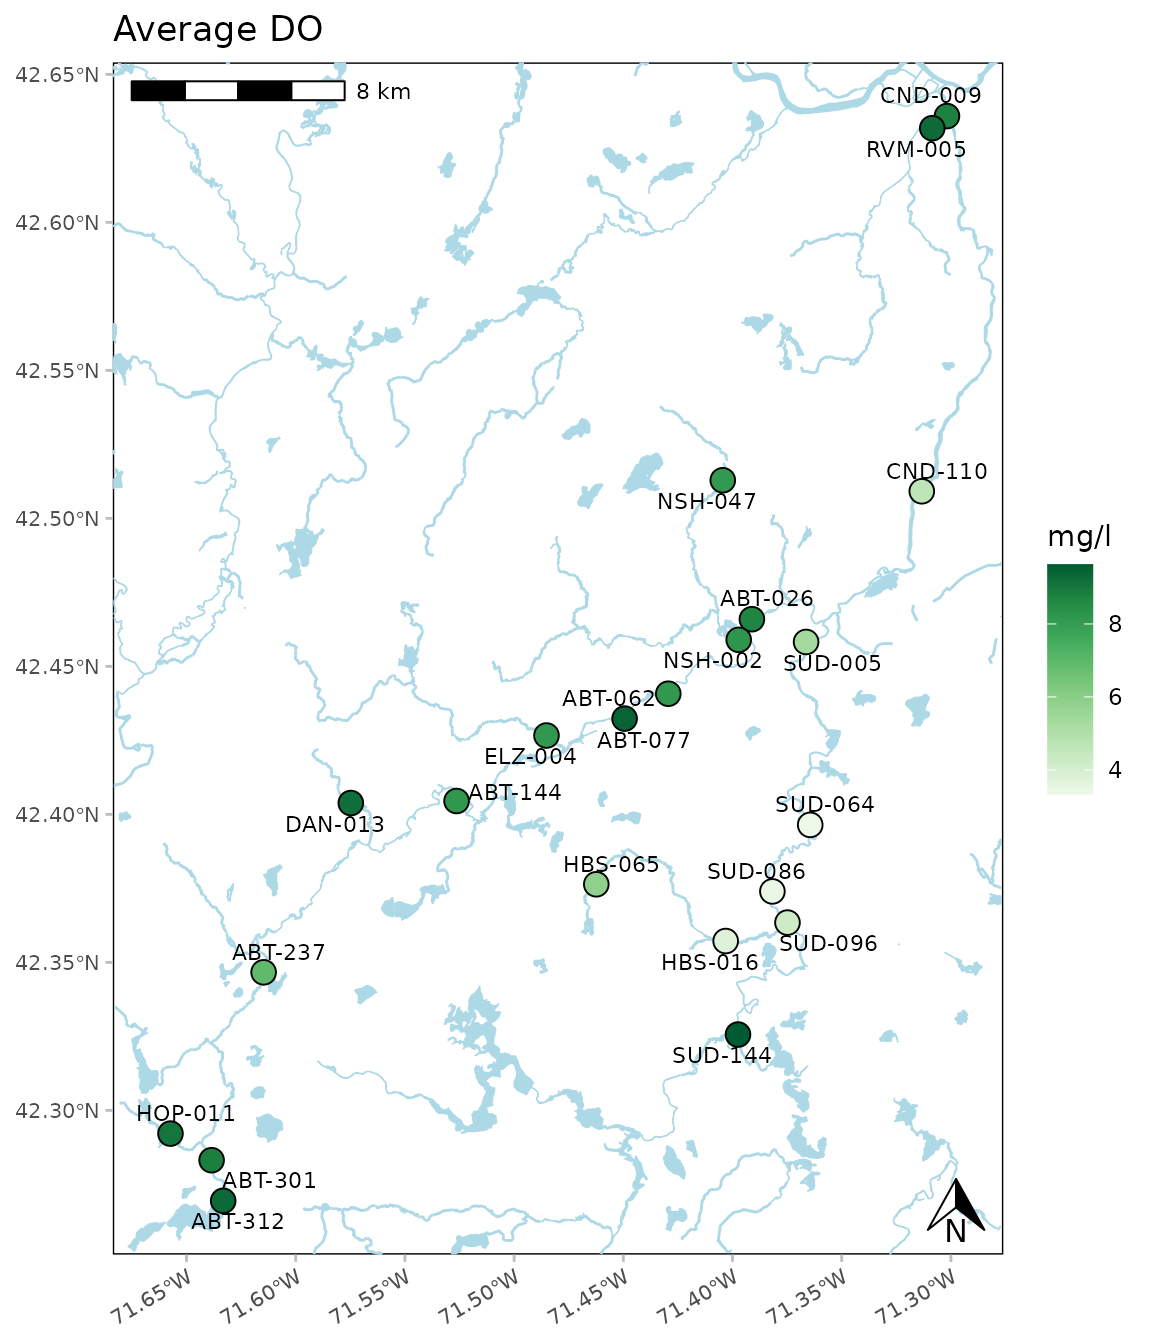 Average DO
42.65°N
8 km
CND-009
RVM-005
42.60°N
42.55°N
CND-110
NSH-047
42.50°N
mg/l
ABT-026
8
NSH-002
SUD-005
42.45°N
ABT-062
6
ABT-077
ELZ-004
4
ABT-144
SUD-064
42.40°N
DAN-013
HBS-065
SUD-086
SUD-096
ABT-237
HBS-016
42.35°N
SUD-144
42.30°N
HOP-011
ABT-301
ABT-312
N
71.65°W
71.60°W
71.55°W
71.50°W
71.45°W
71.40°W
71.35°W
71.30°W